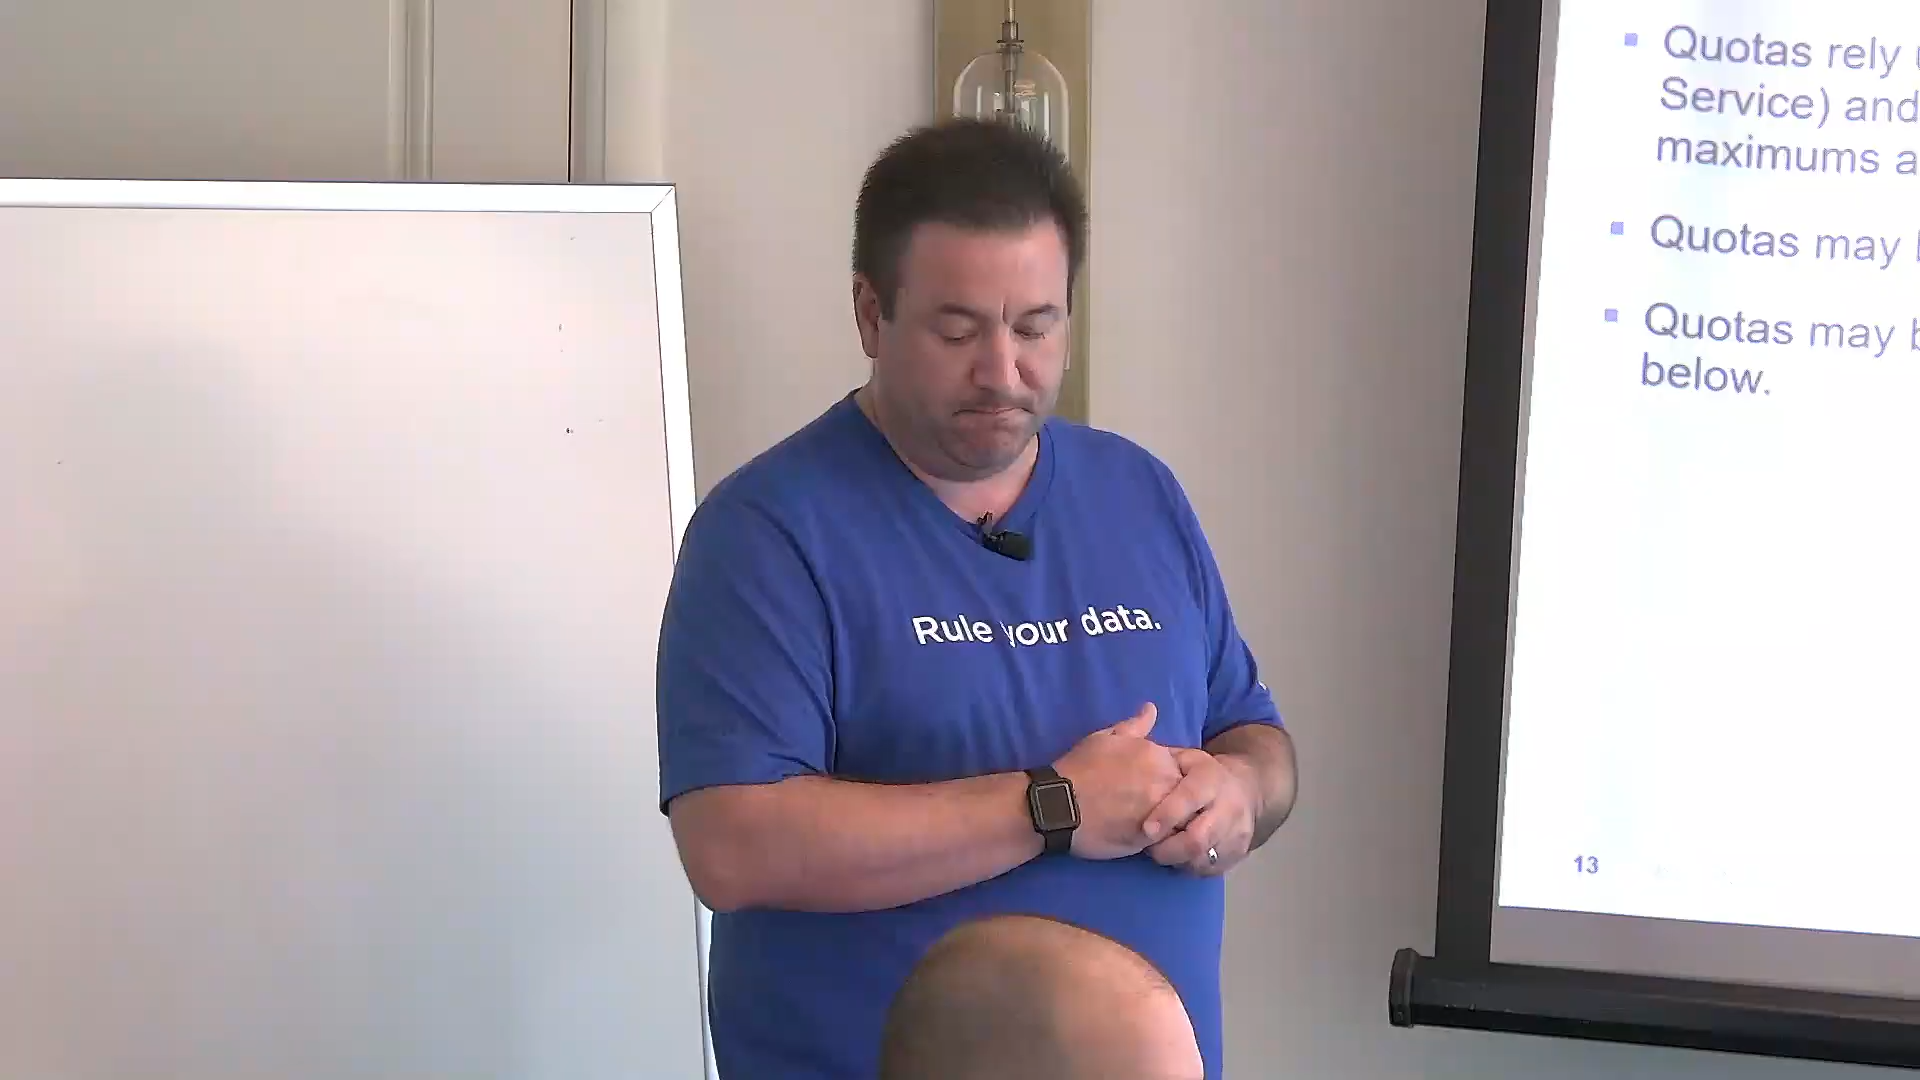 Quotas rely
Service) and
maximums
Quotas may
Quotas may
below.
Rule your data.
13